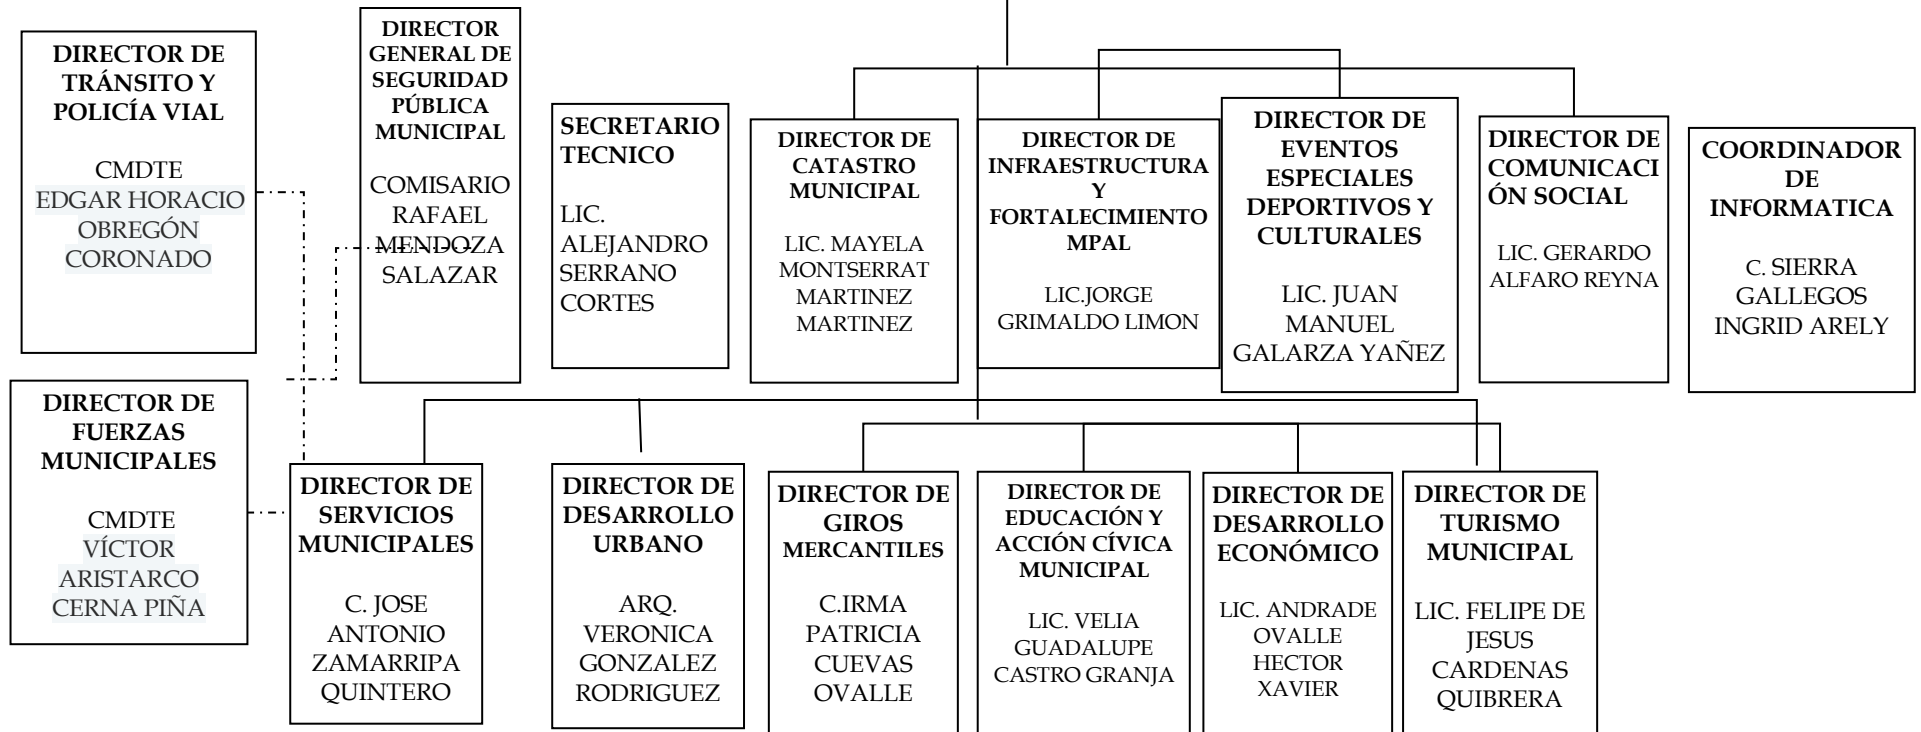 DIRECTOR DE
TRÁNSITO Y
POLICÍA VIAL
CMDTE
EDGAR HORACIO
OBREGÓN
CORONADO
DIRECTOR
GENERAL DE
SEGURIDAD
PÚBLICA
MUNICIPAL
COMISARIO
RAFAEL
MENDOZA
SALAZAR
SECRETARIO
TECNICO
LIC.
ALEJANDRO
SERRANO
CORTES
DIRECTOR DE
CATASTRO
MUNICIPAL
LIC. MAYELA
MONTSERRAT
MARTINEZ
MARTINEZ
DIRECTOR DE
INFRAESTRUCTURA
Y
FORTALECIMIENTO
MPAL
LIC.JORGE
GRIMALDO LIMON
DIRECTOR DE
EVENTOS
ESPECIALES
DEPORTIVOS Y
CULTURALES
LIC. JUAN
MANUEL
GALARZA YAÑEZ
DIRECTOR DE
COMUNICACI
ÓN SOCIAL
LIC. GERARDO
ALFARO REYNA
COORDINADOR
DE
INFORMATICA
C. SIERRA
GALLEGOS
INGRID ARELY
DIRECTOR DE
FUERZAS
MUNICIPALES
CMDTE
VÍCTOR
ARISTARCO
CERNA PIÑA
DIRECTOR DE
SERVICIOS
MUNICIPALES
C. JOSE
ANTONIO
ZAMARRIPA
QUINTERO
DIRECTOR DE
DESARROLLO
URBANO
ARQ.
VERONICA
GONZALEZ
RODRIGUEZ
DIRECTOR DE
GIROS
MERCANTILES
C.IRMA
PATRICIA
CUEVAS
OVALLE
DIRECTOR DE
EDUCACIÓN Y
ACCIÓN CÍVICA
MUNICIPAL
LIC. VELIA
GUADALUPE
CASTRO GRANJA
DIRECTOR DE
DESARROLLO
ECONÓMICO
LIC. ANDRADE
OVALLE
HECTOR
XAVIER
DIRECTOR DE
TURISMO
MUNICIPAL
LIC. FELIPE DE
JESUS
CARDENAS
QUIBRERA